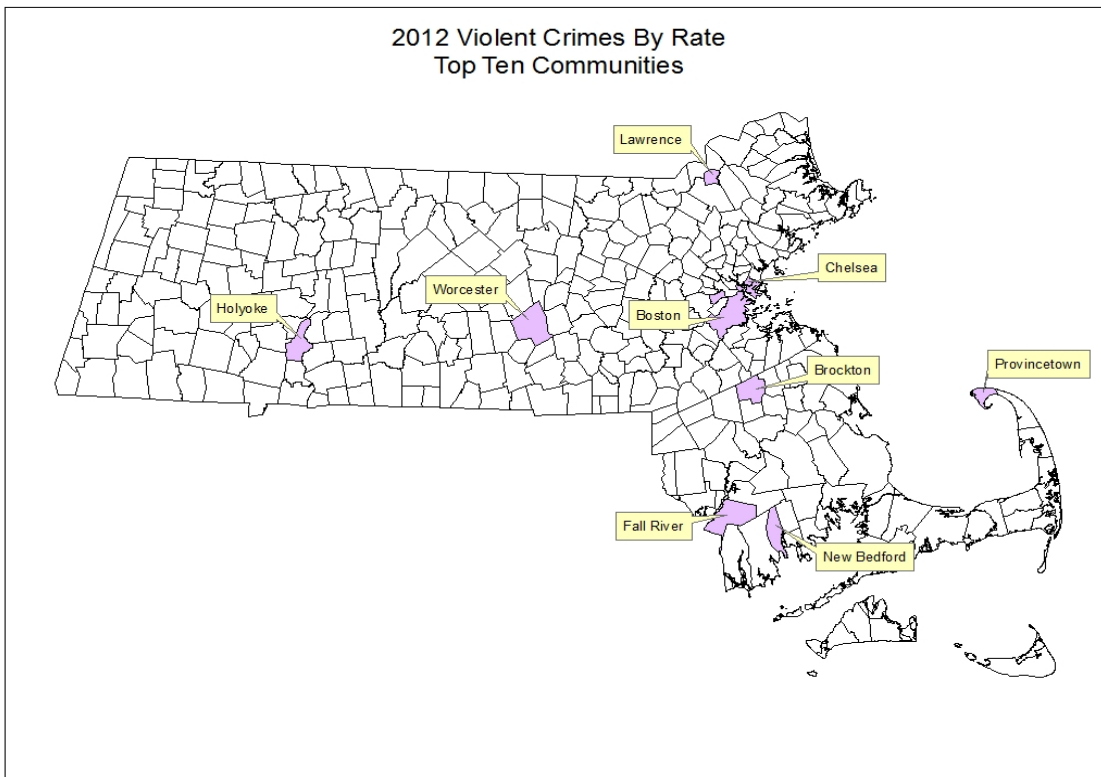 2012 Violent Crimes By Rate
Top Ten Communities
Lawrence
Chelsea
Worcester
Holyoke
Boston
Brockton
Provincetown
Fall River
New Bedford